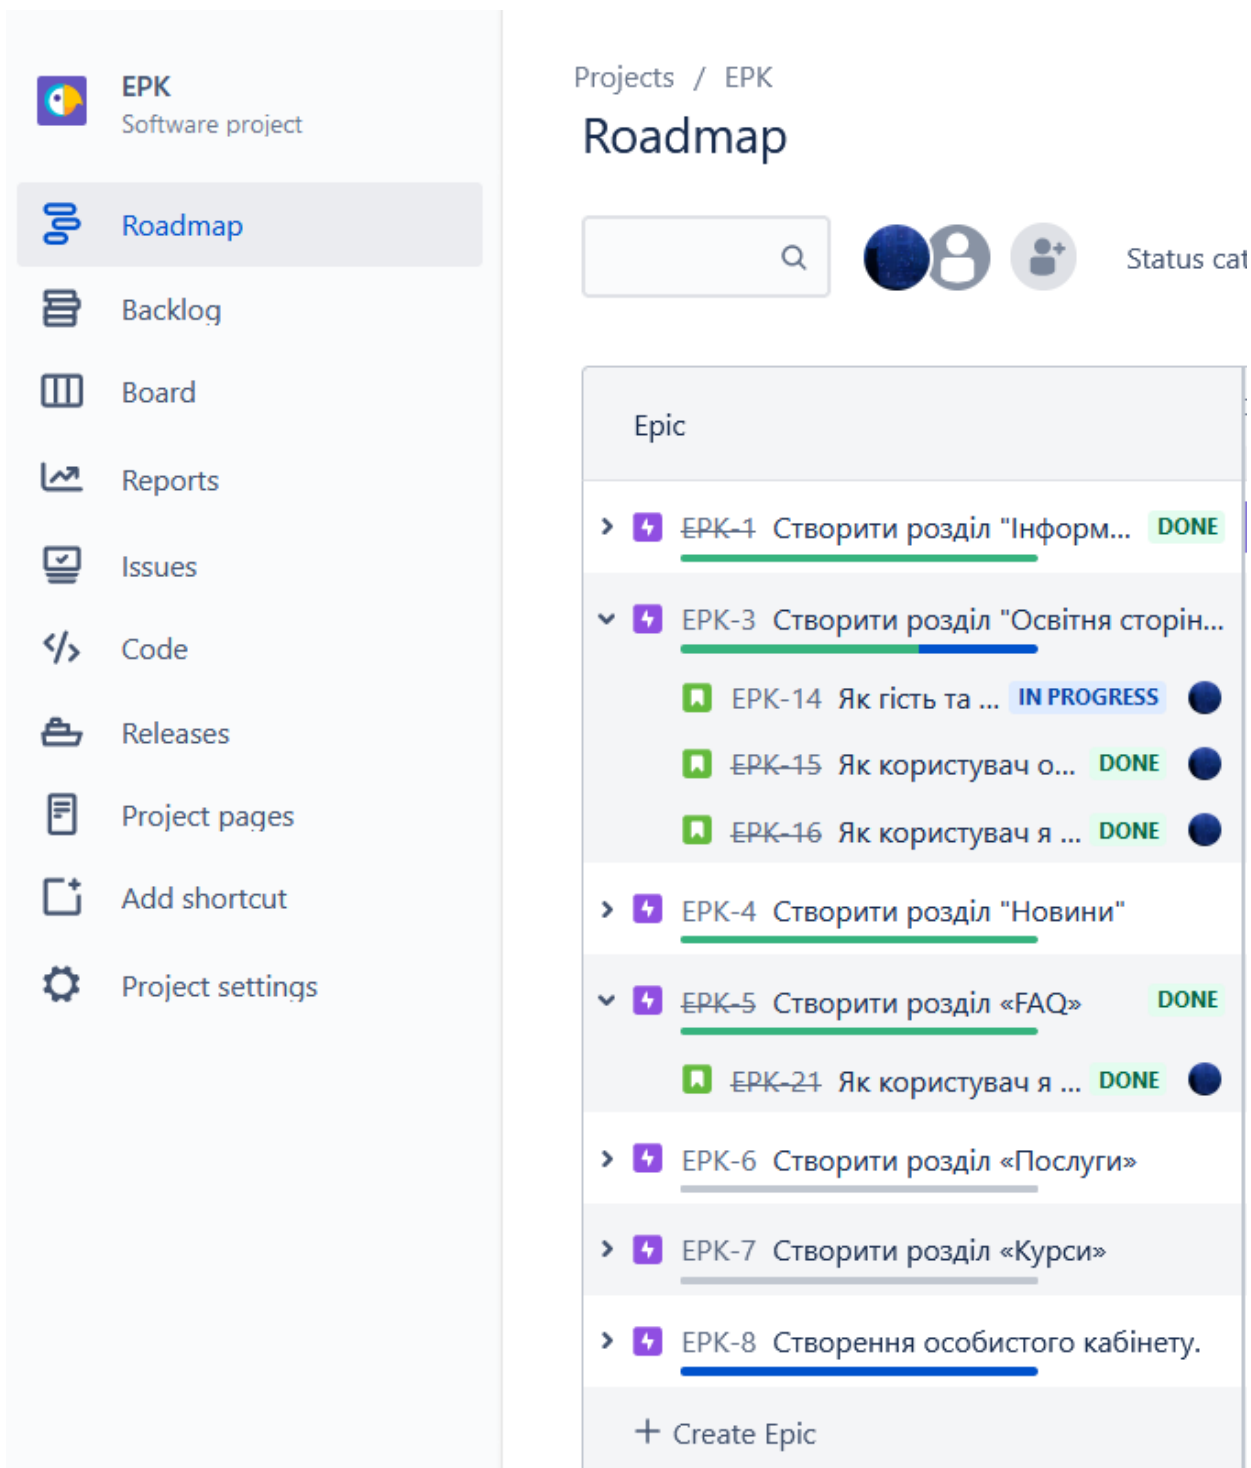 EPK
Software project
Roadmap
Backlog
Board
Reports
Issues
Code
Releases
Project pages
Add shortcut
Project settings
Projects / EPK
Roadmap
Status cat
Epic
EPK-1 Створити розділ "Інформ... DONE
EPK-3 Створити розділ "Освітня сторін...
EPK-14 Як гість та ... IN PROGRESS
EPK-15 Як користувач о... DONE
EPK-16 Як користувач я ... DONE
EPK-4 Створити розділ "Новини"
EPK-5 Створити розділ «FAQ» DONE
EPK-21 Як користувач я ... DONE
EPK-6 Створити розділ «Послуги»
EPK-7 Створити розділ «Курси»
EPK-8 Створення особистого кабінету.
+ Create Epic